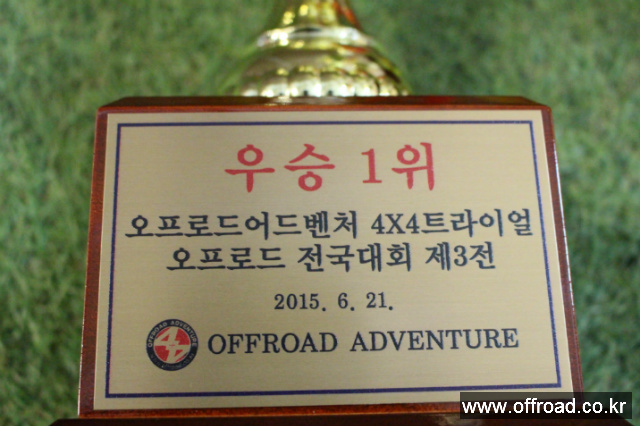 우승 1위
오프로드어드벤처 4X4트라이얼
오프로드 전국대회 제3전
2015. 6. 21.
OFFROAD ADVENTURE
OFFROAD ADVENTURE
www.offroad.co.kr